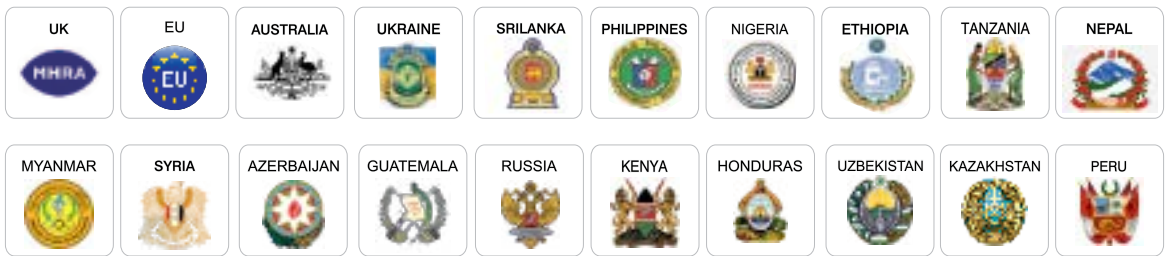 UK
EU
AUSTRALIA
UKRAINE
SRILANKA
PHILIPPINES
NIGERIA
ETHIOPIA
TANZANIA
NEPAL
MHRA
EU
MYANMAR
SYRIA
AZERBAIJAN
GUATEMALA
RUSSIA
KENYA
HONDURAS
UZBEKISTAN
KAZAKHSTAN
PERU